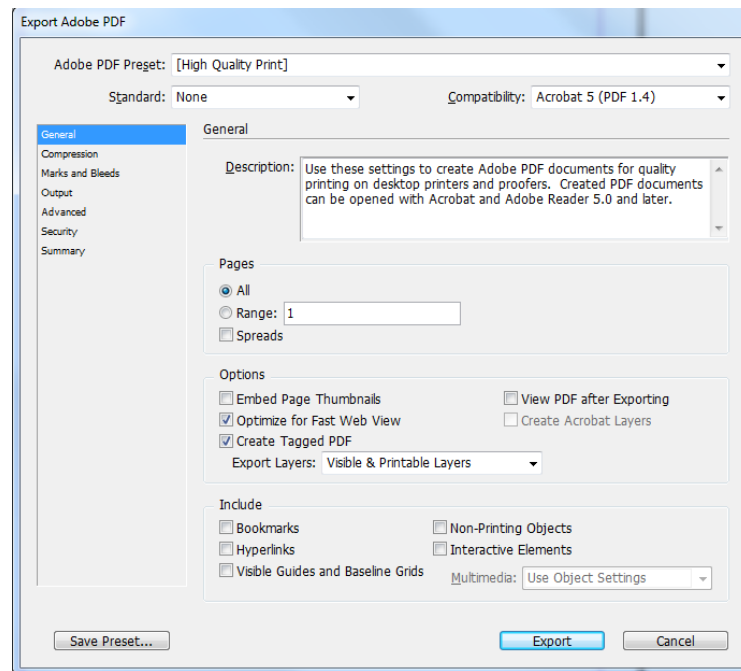 Export Adobe PDF
Adobe PDF Preset: [High Quality Print]
Standard: None
Compatibility: Acrobat 5 (PDF 1.4)
General
Compression
Marks and Bleeds
Output
Advanced
Security
Summary
General
Description: Use these settings to create Adobe PDF documents for quality
printing on desktop printers and proofers. Created PDF documents
can be opened with Acrobat and Adobe Reader 5.0 and later.
Pages
All
Range: 1
Spreads
Options
Embed Page Thumbnails
View PDF after Exporting
Optimize for Fast Web View
Create Acrobat Layers
Create Tagged PDF
Export Layers: Visible & Printable Layers
Include
Bookmarks
Non-Printing Objects
Hyperlinks
Interactive Elements
Visible Guides and Baseline Grids
Multimedia: Use Object Settings
Save Preset...
Export
Cancel